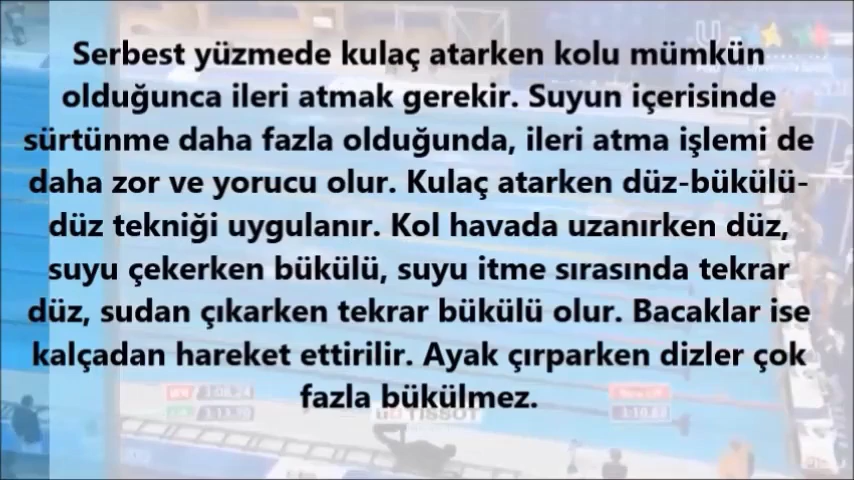 Serbest yüzmede kulaç atarken kolu mümkün
olduğunca ileri atmak gerekir. Suyun içerisinde
sürtünme daha fazla olduğunda, ileri atma işlemi de
daha zor ve yorucu olur. Kulaç atarken düz-bükülü-
düz tekniği uygulanır. Kol havada uzanırken düz,
suyu çekerken bükülü, suyu itme sırasında tekrar
düz, sudan çıkarken tekrar bükülü olur. Bacaklar ise
kalçadan hareket ettirilir. Ayak çırparken dizler çok
fazla bükülmez.
TISSOT